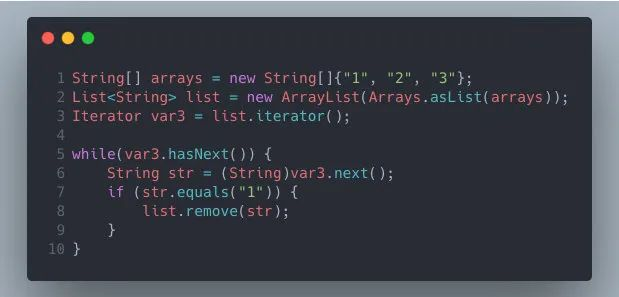 1 String[] arrays = new String[]{"1", "2", "3"};
2 List<String> list = new ArrayList(Arrays.asList(arrays));
3 Iterator var3 = list.iterator();
4
5 while(var3.hasNext()) {
6     String str = (String)var3.next();
7     if (str.equals("1")) {
8         list.remove(str);
9     }
10 }